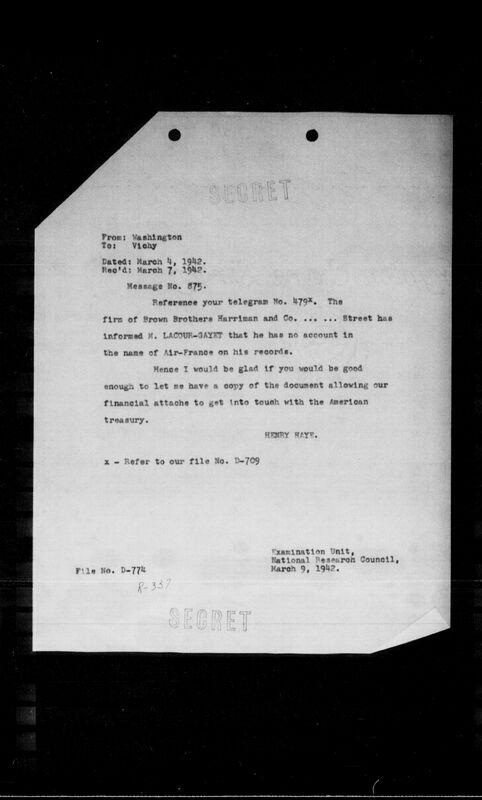 SECRET
From: Washington
To: Vichy
Dated: March 4, 1942.
Rec'd: March 7, 1942.
Message No. 875.
Reference your telegram No. 479x. The
firm of Brown Brothers Harriman and Co. ... ... Street has
informed M. LACOUR-GAYET that he has no account in
the name of Air-France on his records.
Hence I would be glad if you would be good
enough to let me have a copy of the document allowing our
financial attache to get into touch with the American
treasury.
HENRY HAYE.
x - Refer to our file No. D-709
Examination Unit,
National Research Council,
March 9, 1942.
File No. D-774
R-337
SECRET